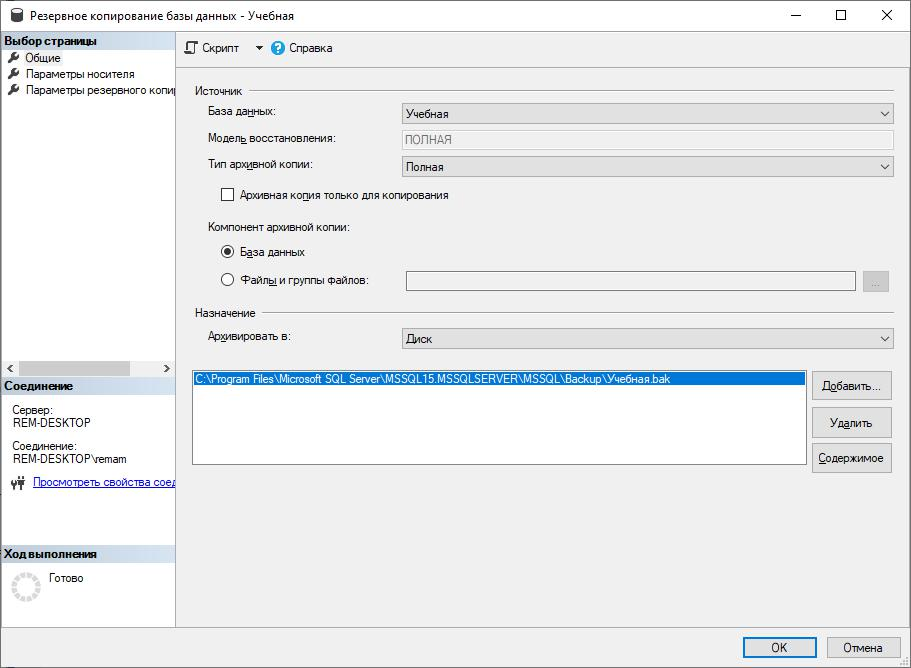 Резервное копирование базы данных - Учебная
Выбор страницы
Общие
Параметры носителя
Параметры резервного копи
Скрипт
Справка
Источник
База данных:
Учебная
Модель восстановления:
ПОЛНАЯ
Тип архивной копии:
Полная
Архивная копия только для копирования
Компонент архивной копии:
База данных
Файлы и группы файлов:
...
Назначение
Архивировать в:
Диск
C:\Program Files\Microsoft SQL Server\MSSQL15.MSSQLSERVER\MSSQL\Backup\Учебная.bak
Добавить...
Удалить
Содержимое
Соединение
Сервер:
REM-DESKTOP
Соединение:
REM-DESKTOP\remam
Просмотреть свойства соед
Ход выполнения
Готово
OK
Отмена